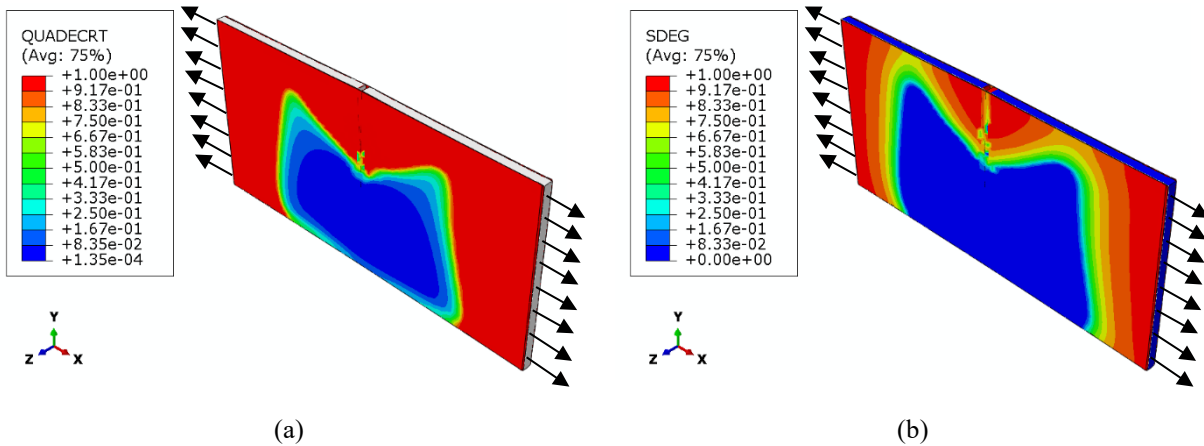 QUADECRT
(Avg: 75%)
+1.00e+00
+9.17e-01
+8.33e-01
+7.50e-01
+6.67e-01
+5.83e-01
+5.00e-01
+4.17e-01
+3.33e-01
+2.50e-01
+1.67e-01
+8.35e-02
+1.35e-04
Y
Z
X
(a)
SDEG
(Avg: 75%)
+1.00e+00
+9.17e-01
+8.33e-01
+7.50e-01
+6.67e-01
+5.83e-01
+5.00e-01
+4.17e-01
+3.33e-01
+2.50e-01
+1.67e-01
+8.33e-02
+0.00e+00
Y
Z
X
(b)